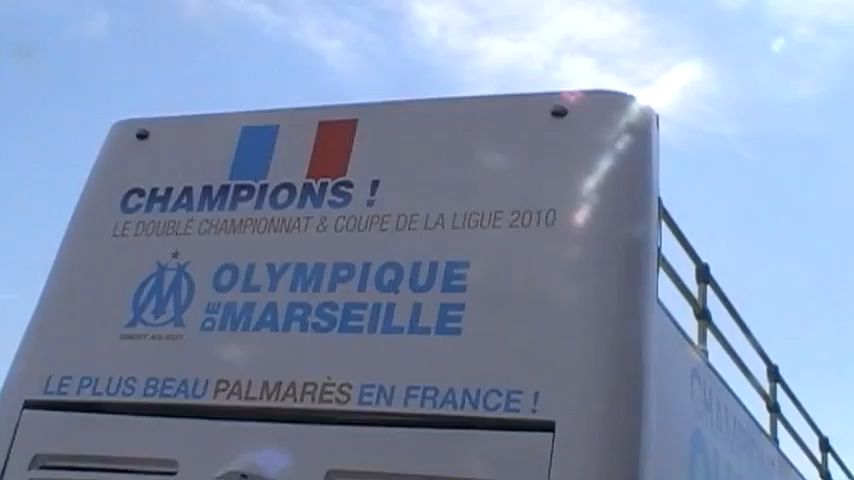 CHAMPIONS !
LE DOUBLÉ CHAMPIONNAT & COUPE DE LA LIGUE 2010
OLYMPIQUE
DE MARSEILLE
LE PLUS BEAU PALMARÈS EN FRANCE !